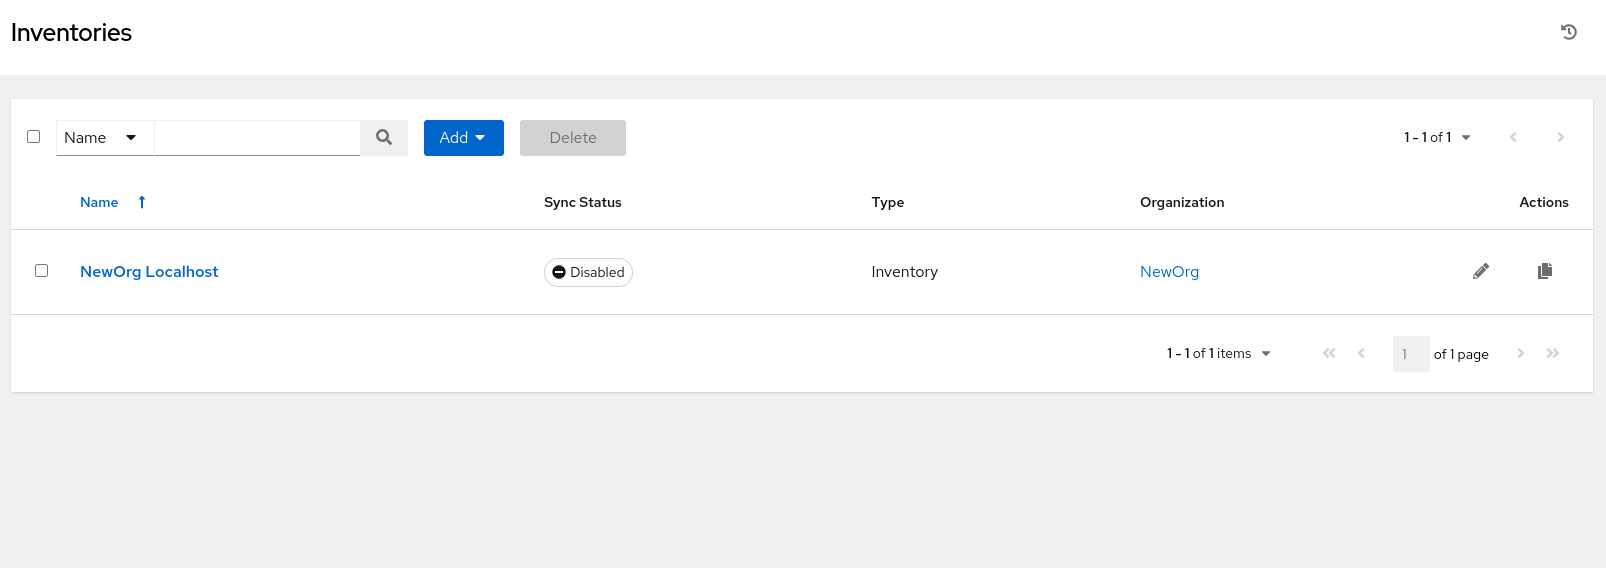 Inventories
Name Add Delete 1 - 1 of 1
Name Sync Status Type Organization Actions
NewOrg Localhost Disabled Inventory NewOrg
1 - 1 of 1 items 1 of 1 page